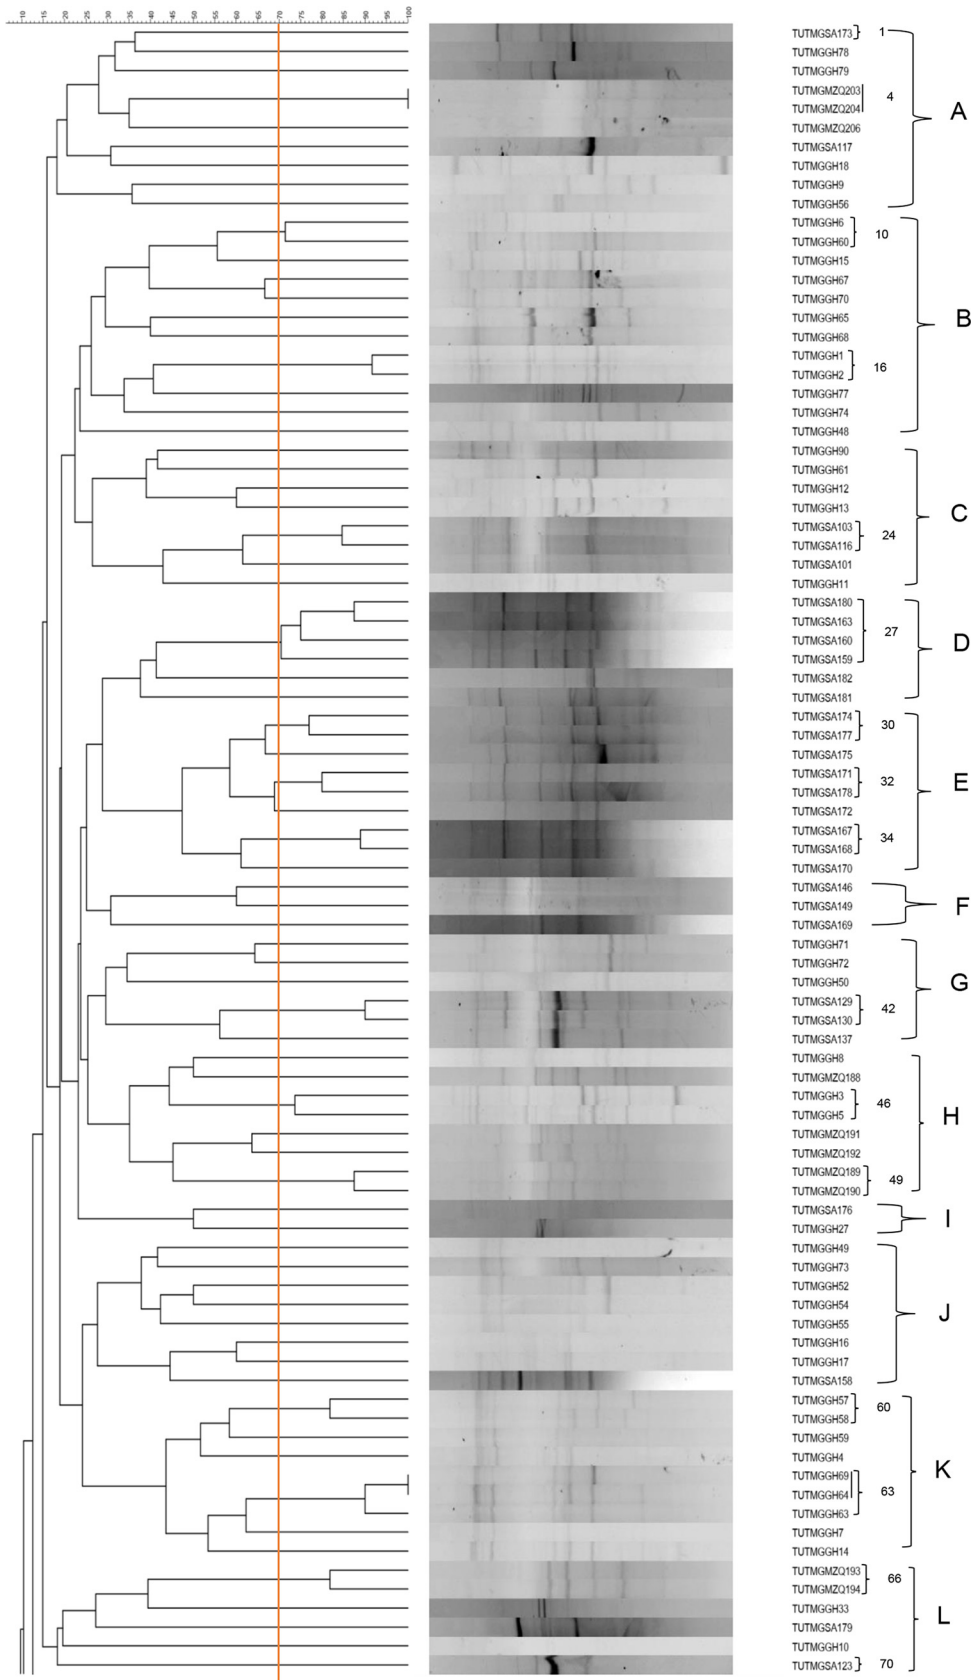 10 15 20 25 30 35 40 45 50 55 60 65 70 75 80 85 90 95 100
TUTMGSA173 1
TUTMGGH78
TUTMGGH79
TUTMGMZQ203
4
TUTMGMZQ204
A
TUTMGMZQ206
TUTMGSA117
TUTMGGH18
TUTMGGH9
TUTMGGH56
TUTMGGH6
10
TUTMGGH60
TUTMGGH15
TUTMGGH67
TUTMGGH70
TUTMGGH65
B
TUTMGGH68
TUTMGGH1
16
TUTMGGH2
TUTMGGH77
TUTMGGH74
TUTMGGH48
TUTMGGH90
TUTMGGH61
TUTMGGH12
TUTMGGH13
C
TUTMGSA103
24
TUTMGSA116
TUTMGSA101
TUTMGGH11
TUTMGSA180
TUTMGSA163
27
TUTMGSA160
D
TUTMGSA159
TUTMGSA182
TUTMGSA181
TUTMGSA174
30
TUTMGSA177
TUTMGSA175
TUTMGSA171
32
E
TUTMGSA178
TUTMGSA172
TUTMGSA167
34
TUTMGSA168
TUTMGSA170
TUTMGSA146
TUTMGSA149 F
TUTMGSA169
TUTMGGH71
TUTMGGH72
TUTMGGH50
G
TUTMGSA129
42
TUTMGSA130
TUTMGSA137
TUTMGGH8
TUTMGMZQ188
TUTMGGH3
46
TUTMGGH5
H
TUTMGMZQ191
TUTMGMZQ192
TUTMGMZQ189
49
TUTMGMZQ190
TUTMGSA176
I
TUTMGGH27
TUTMGGH49
TUTMGGH73
TUTMGGH52
TUTMGGH54
J
TUTMGGH55
TUTMGGH16
TUTMGGH17
TUTMGSA158
TUTMGGH57
60
TUTMGGH58
TUTMGGH59
TUTMGGH4
K
TUTMGGH69
TUTMGGH64 63
TUTMGGH63
TUTMGGH7
TUTMGGH14
TUTMGMZQ193
66
TUTMGMZQ194
TUTMGGH33
L
TUTMGSA179
TUTMGGH10
TUTMGSA123 70